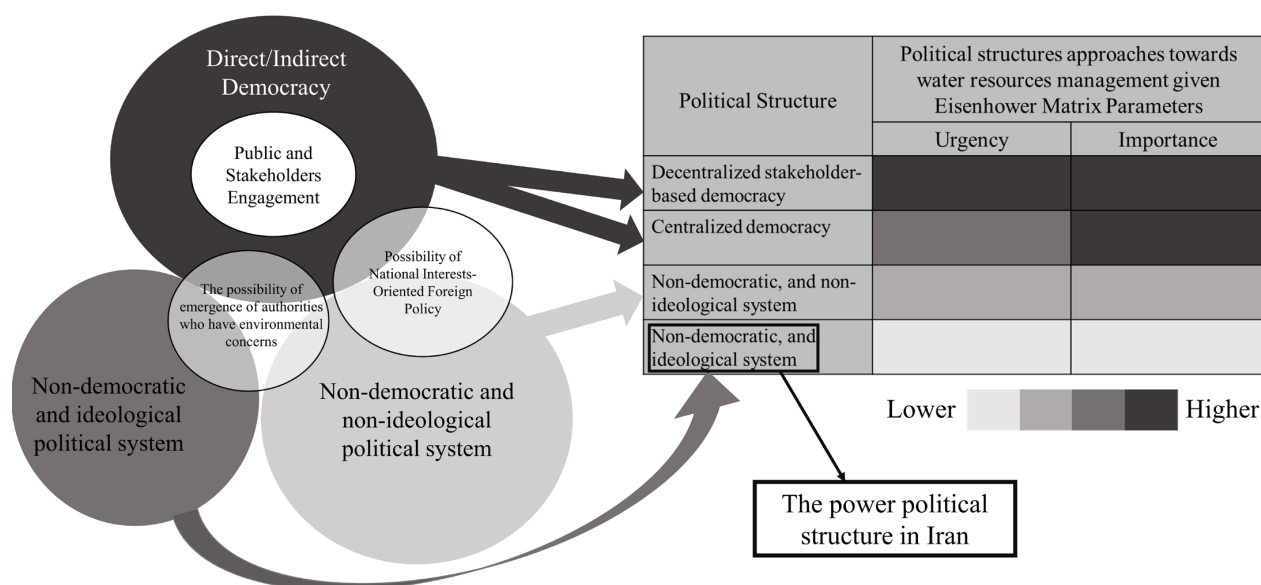 Direct/Indirect
Democracy
Public and
Stakeholders
Engagement
Possibility of
National Interests-
Oriented Foreign
Policy
The possibility of
emergence of authorities
who have environmental
concerns
Non-democratic
and ideological
political system
Non-democratic and
non-ideological
political system
Political Structure
Political structures approaches towards
water resources management given
Eisenhower Matrix Parameters
Urgency
Importance
Decentralized stakeholder-
based democracy
Centralized democracy
Non-democratic, and non-
ideological system
Non-democratic, and
ideological system
Lower
Higher
The power political
structure in Iran